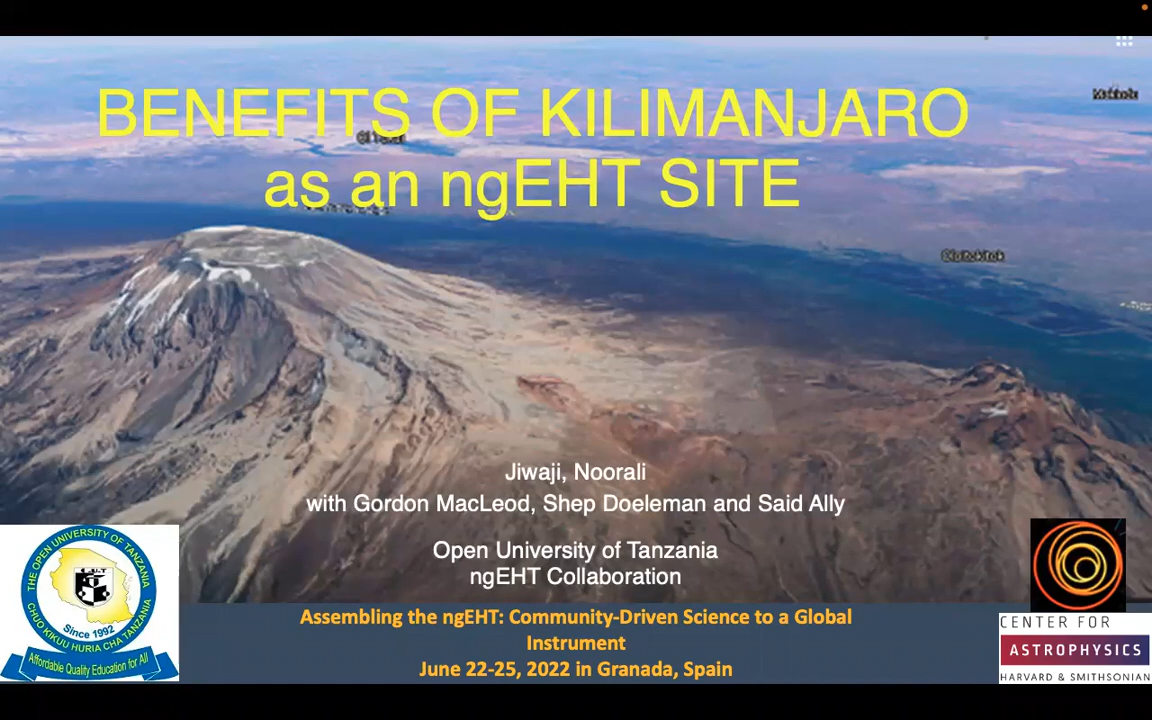 BENEFITS OF KILIMANJARO
as an ngEHT SITE
Jiwaji, Noorali
with Gordon MacLeod, Shep Doeleman and Said Ally
Open University of Tanzania
ngEHT Collaboration
Assembling the ngEHT: Community-Driven Science to a Global
Instrument
June 22-25, 2022 in Granada, Spain
THE OPEN UNIVERSITY OF TANZANIA
CHUO KIKUU HURIA CHA TANZANIA
Since 1992
Affordable Quality Education for All
CENTER FOR
ASTROPHYSICS
HARVARD & SMITHSONIAN